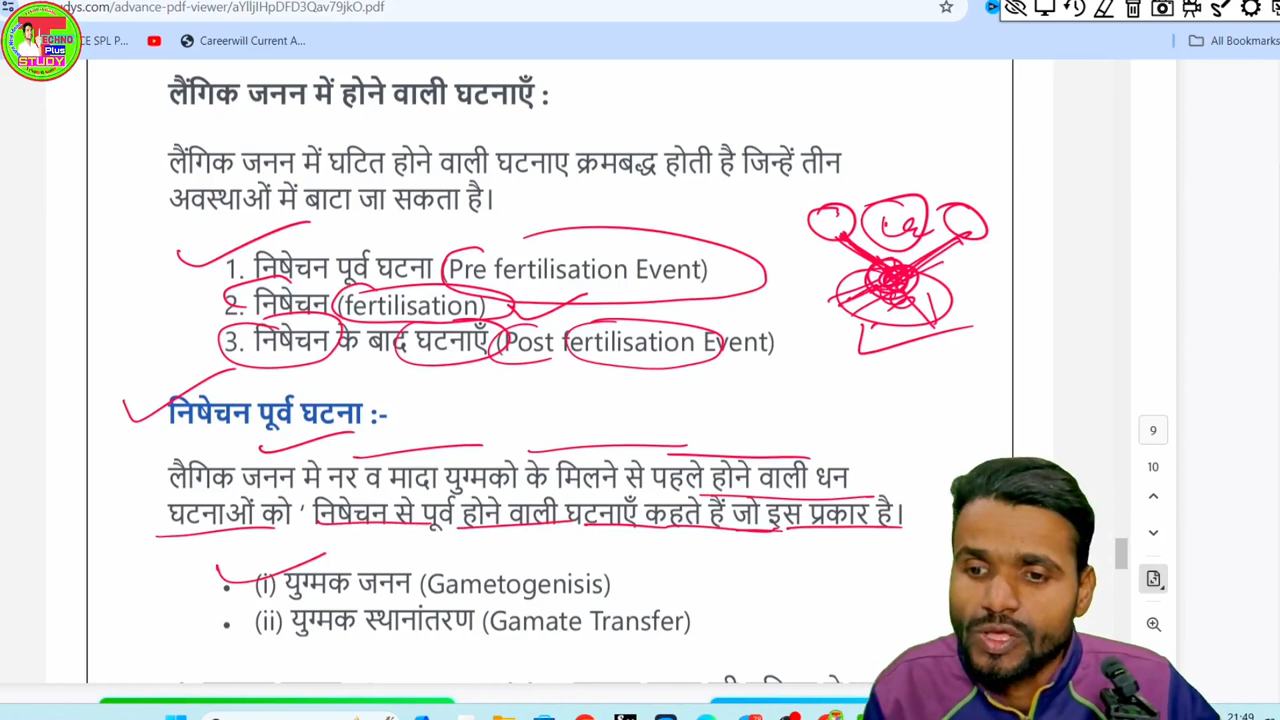 dys.com/advance-pdf-viewer/aYlljIHpDFD3Qav79jkO.pdf
TECHNO
Plus
STUDY
CE SPL P...
Careerwill Current A...
All Bookmarks
लैंगिक जनन में होने वाली घटनाएँ :
लैंगिक जनन में घटित होने वाली घटनाए क्रमबद्ध होती है जिन्हें तीन
अवस्थाओं में बाटा जा सकता है।
1. निषेचन पूर्व घटना (Pre fertilisation Event)
2. निषेचन (fertilisation)
3. निषेचन के बाद घटनाएँ (Post fertilisation Event)
निषेचन पूर्व घटना :-
लैगिक जनन मे नर व मादा युग्मको के मिलने से पहले होने वाली धन
घटनाओं को ‘ निषेचन से पूर्व होने वाली घटनाएँ कहते हैं जो इस प्रकार है।
• (i) युग्मक जनन (Gametogenisis)
• (ii) युग्मक स्थानांतरण (Gamate Transfer)
9
10
21:49